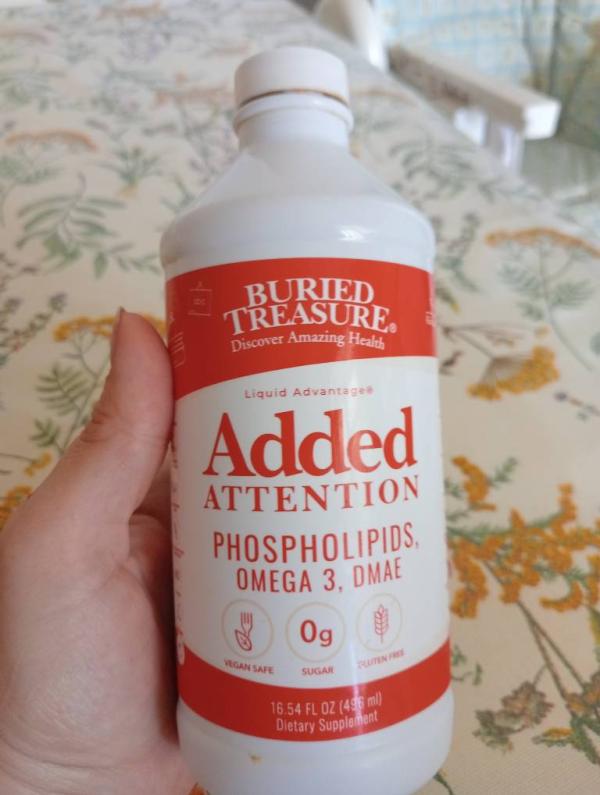 BURIED
TREASURE®
Discover Amazing Health
Liquid Advantage®
Added
ATTENTION
PHOSPHOLIPIDS,
OMEGA 3, DMAE
0g
VEGAN SAFE
SUGAR
GLUTEN FREE
16.54 FL OZ (496 ml)
Dietary Supplement